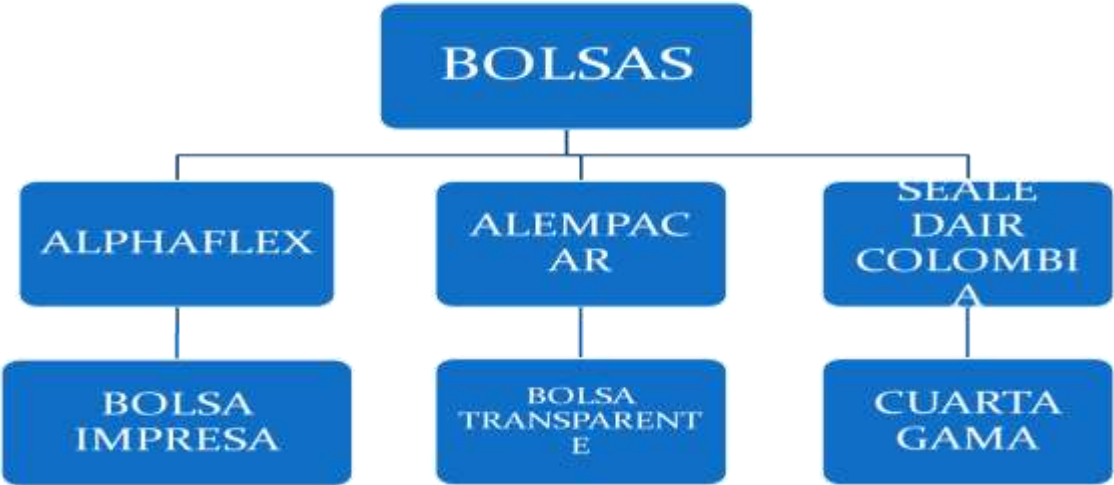 BOLSAS
ALPHAFLEX
ALEMPAC
AR
SEALE
DAIR
COLOMBI
A
BOLSA
IMPRESA
BOLSA
TRANSPARENT
E
CUARTA
GAMA